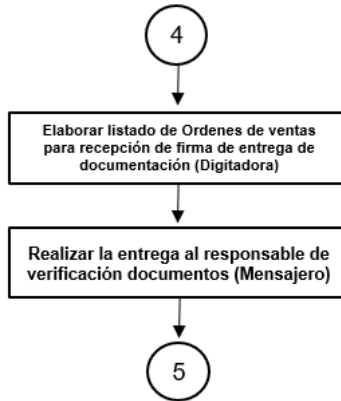 4
Elaborar listado de Ordenes de ventas
para recepción de firma de entrega de
documentación (Digitadora)
Realizar la entrega al responsable de
verificación documentos (Mensajero)
5